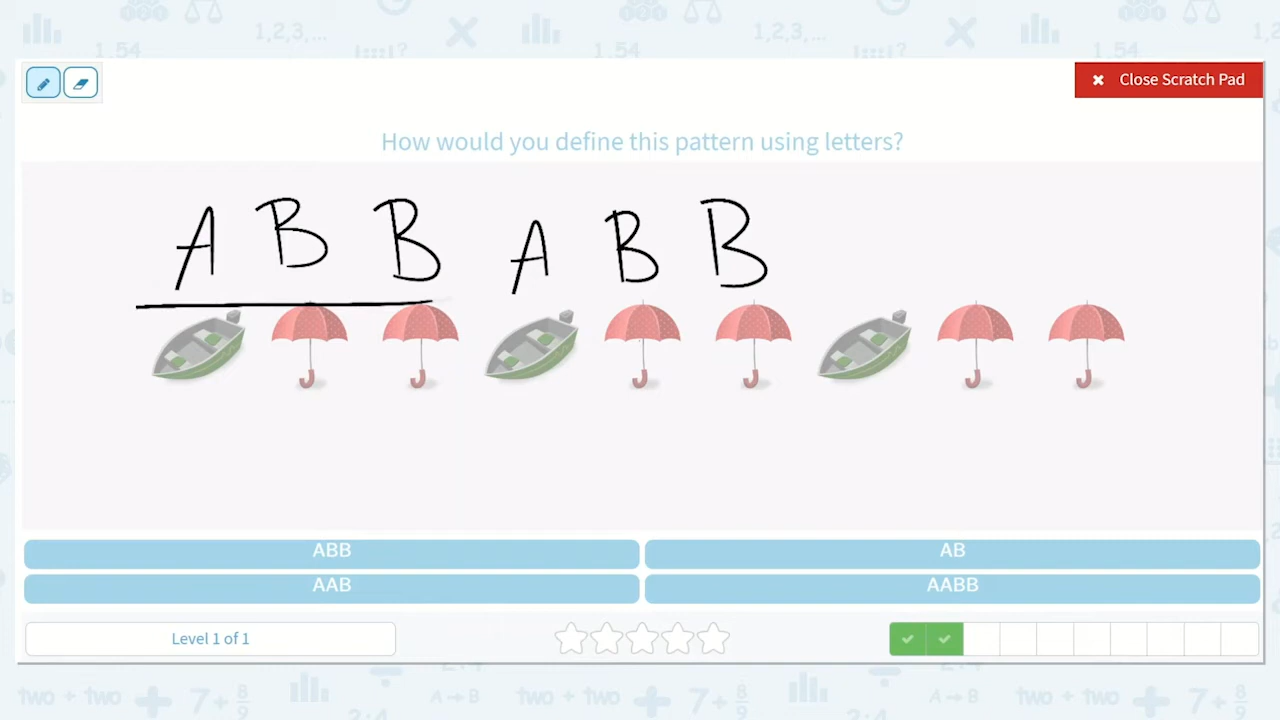 Close Scratch Pad
How would you define this pattern using letters?
A B B A B B
ABB
AB
AAB
AABB
Level 1 of 1